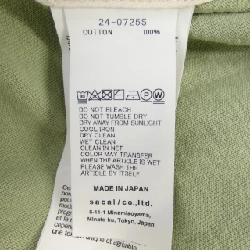 24-0726S
COTTON 100%
DO NOT BLEACH
DO NOT TUMBLE DRY
DRY AWAY FROM SUNLIGHT
COOL IRON
DRY CLEAN
WET CLEAN
CLEAN IN NET
COLOR MAY TRANSFER
WHEN THE ARTICLE IS WET
PLEASE WASH THE
ARTICLE BY ITSELF
MADE IN JAPAN
sacai / co.,ltd.
Minamiaoyama,
Minato-ku, Tokyo, Japan